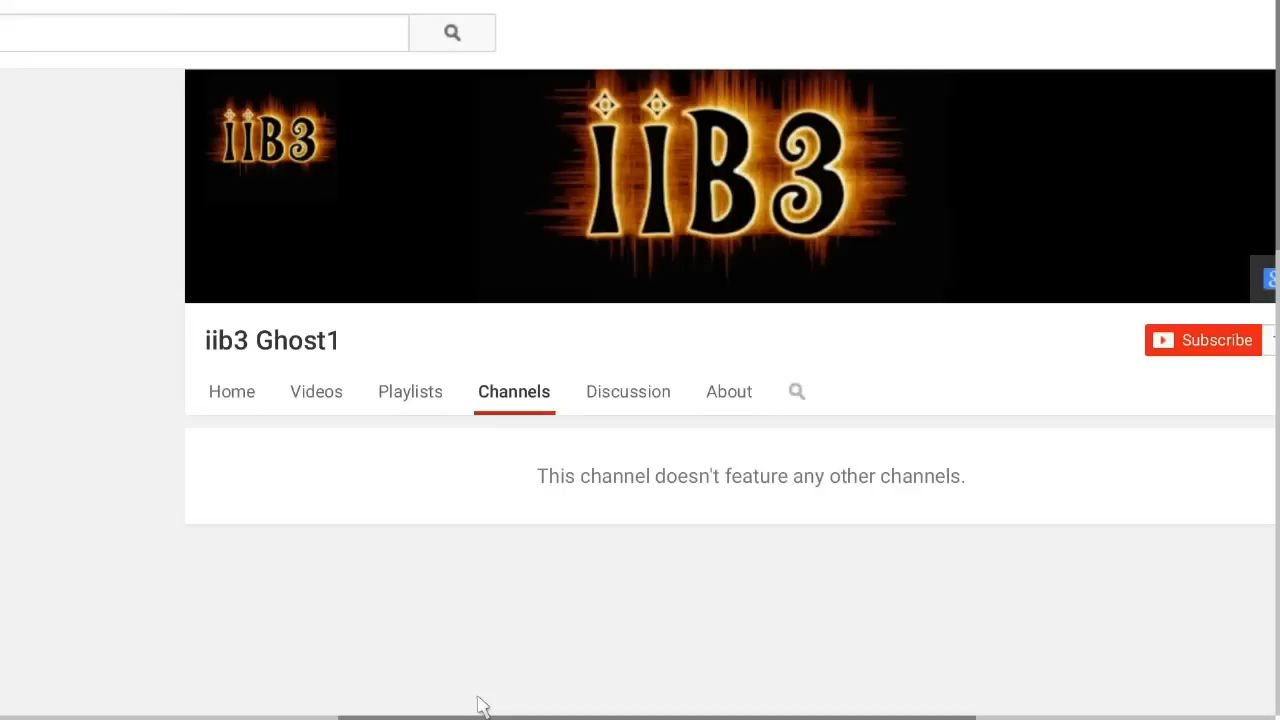 iiB3
iiB3
iib3 Ghost1
Subscribe
Home Videos Playlists Channels Discussion About
This channel doesn't feature any other channels.